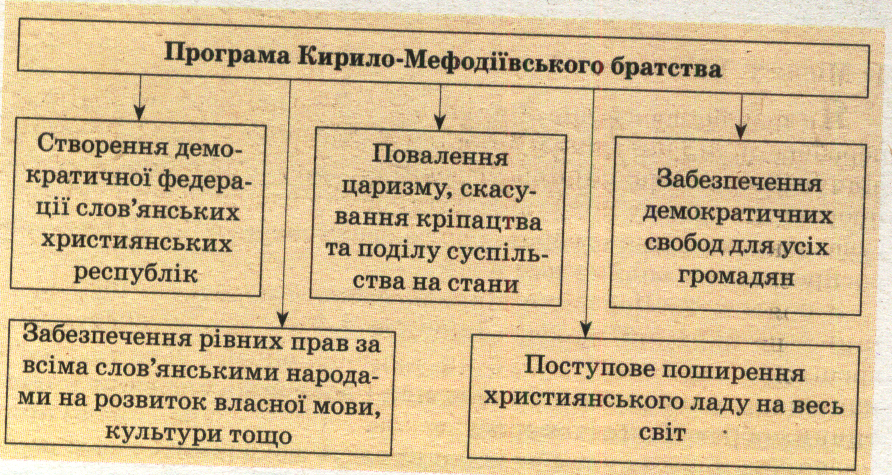 Програма Кирило-Мефодіївського братства
Створення демо-
кратичної федера-
ції слов’янських
християнських
республік
Повалення
царизму, скасу-
вання кріпацтва
та поділу суспіль-
ства на стани
Забезпечення
демократичних
свобод для усіх
громадян
Забезпечення рівних прав за
всіма слов’янськими народа-
ми на розвиток власної мови,
культури тощо
Поступове поширення
християнського ладу на весь
світ